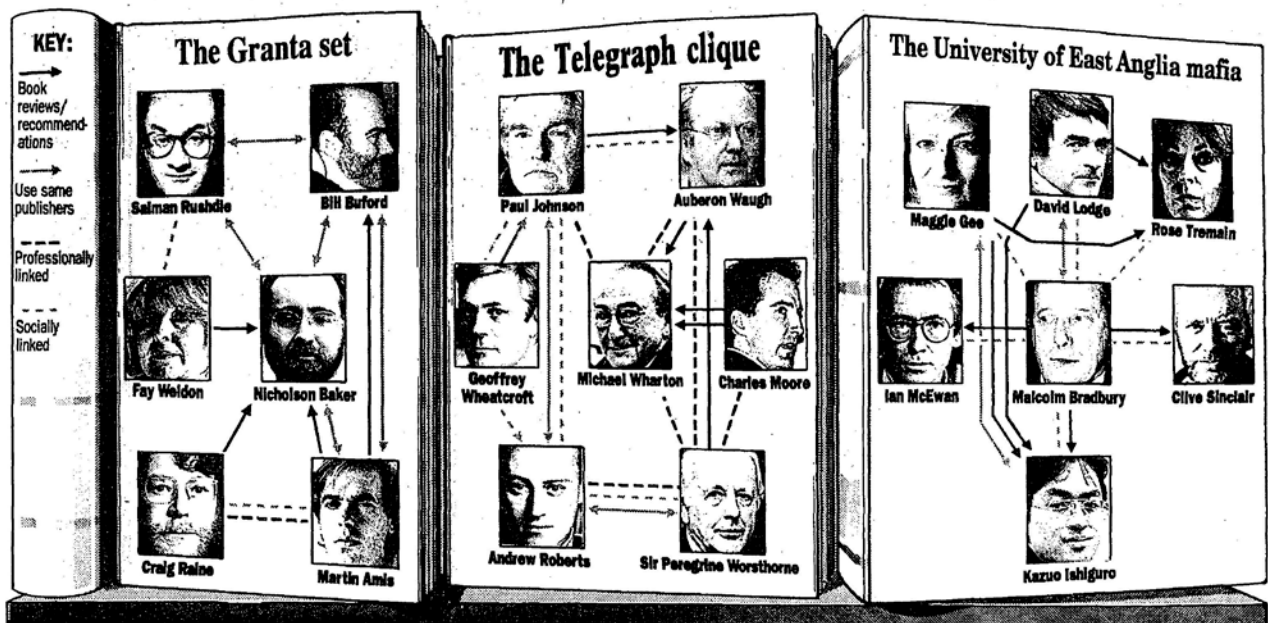 KEY:
Book
reviews/
recommend-
ations
Use same
publishers
Professionally
linked
Socially
linked
The Granta set
Salman Rushdie
Bill Buford
Fay Weldon
Nicholson Baker
Craig Raine
Martin Amis
The Telegraph clique
Paul Johnson
Auberon Waugh
Geoffrey
Wheatcroft
Michael Wharton
Charles Moore
Andrew Roberts
Sir Peregrine Worsthorne
The University of East Anglia mafia
Maggie Gee
David Lodge
Rose Tremain
Ian McEwan
Malcolm Bradbury
Clive Sinclair
Kazuo Ishiguro